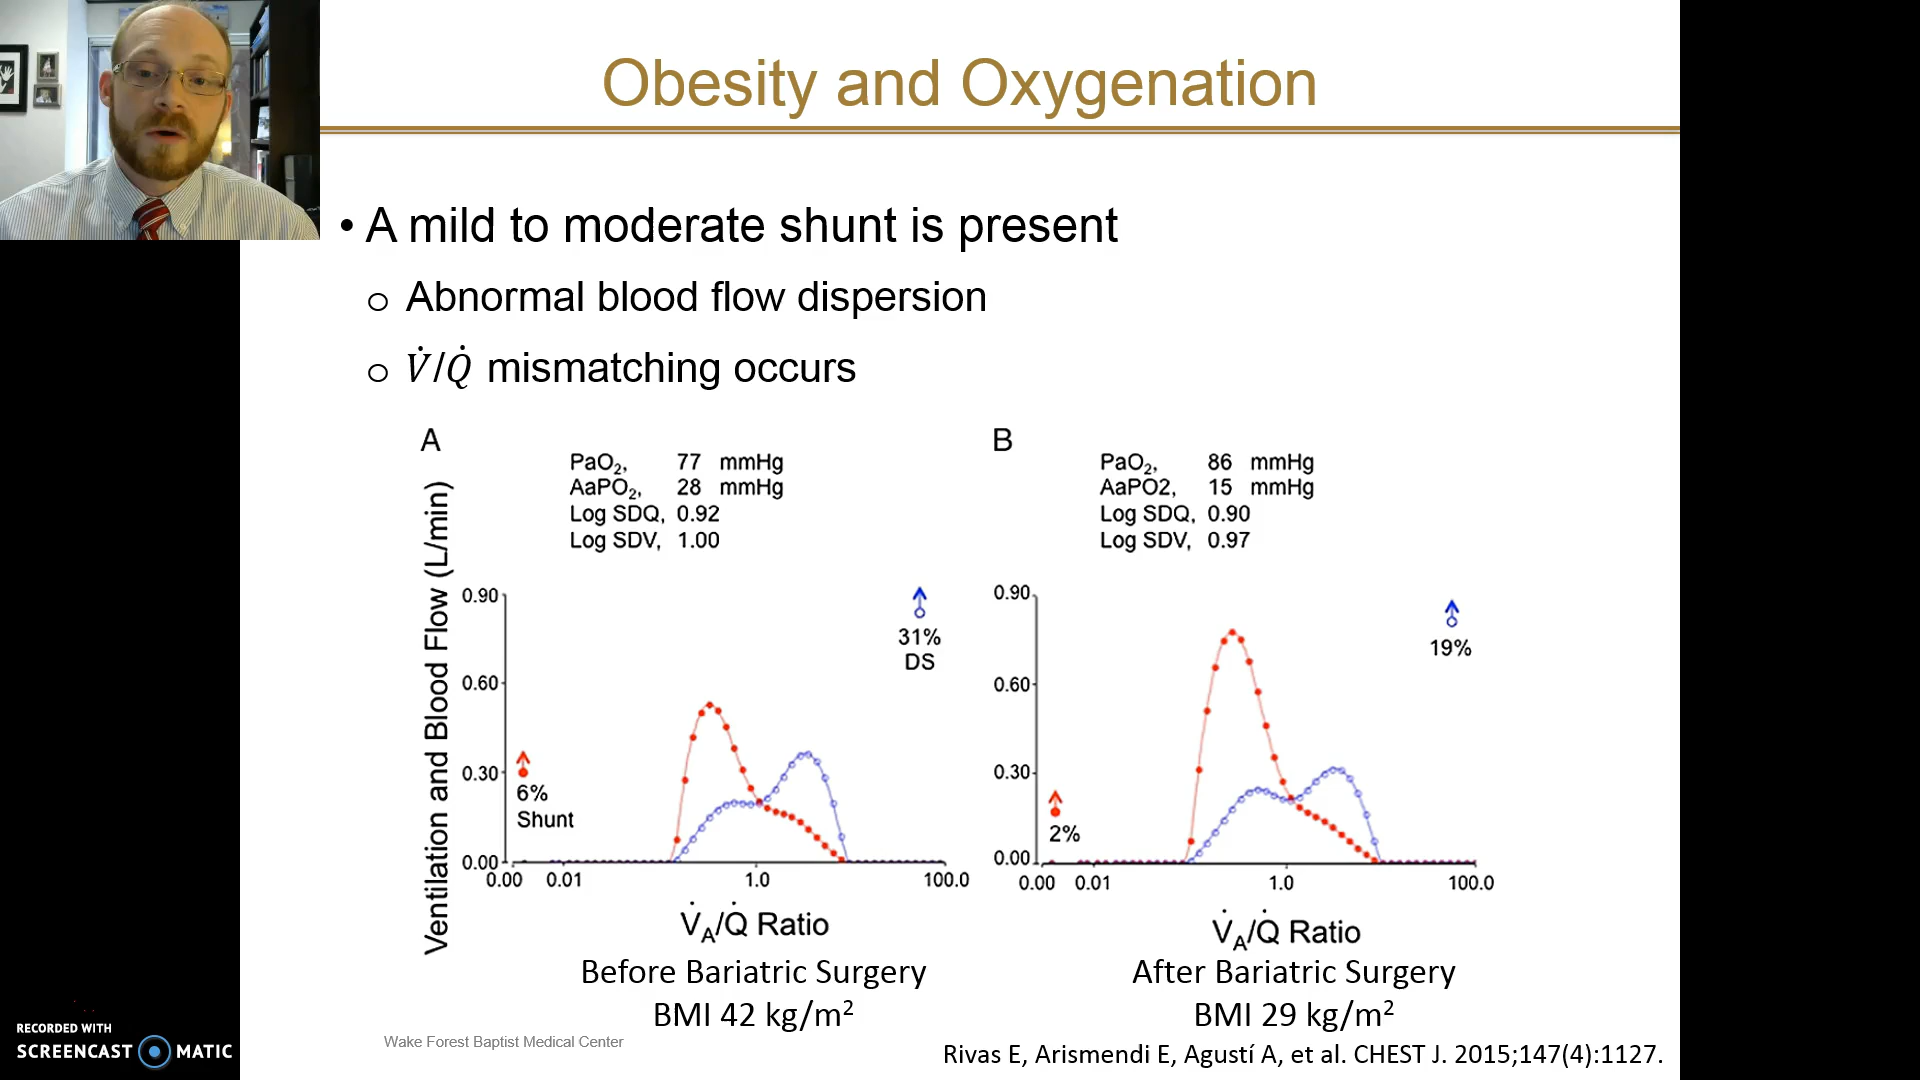 Obesity and Oxygenation
• A mild to moderate shunt is present
o Abnormal blood flow dispersion
o V̇/Q̇ mismatching occurs
A
PaO₂, 77 mmHg
AaPO₂, 28 mmHg
Log SDQ, 0.92
Log SDV, 1.00
Ventilation and Blood Flow (L/min)
0.90
0.60
0.30
0.00
31%
DS
6%
Shunt
0.00 0.01 1.0 100.0
V̇A/Q̇ Ratio
Before Bariatric Surgery
BMI 42 kg/m²
B
PaO₂, 86 mmHg
AaPO2, 15 mmHg
Log SDQ, 0.90
Log SDV, 0.97
0.90
0.60
0.30
0.00
19%
2%
0.00 0.01 1.0 100.0
V̇A/Q̇ Ratio
After Bariatric Surgery
BMI 29 kg/m²
Wake Forest Baptist Medical Center
Rivas E, Arismendi E, Agustí A, et al. CHEST J. 2015;147(4):1127.
RECORDED WITH
SCREENCAST MATIC